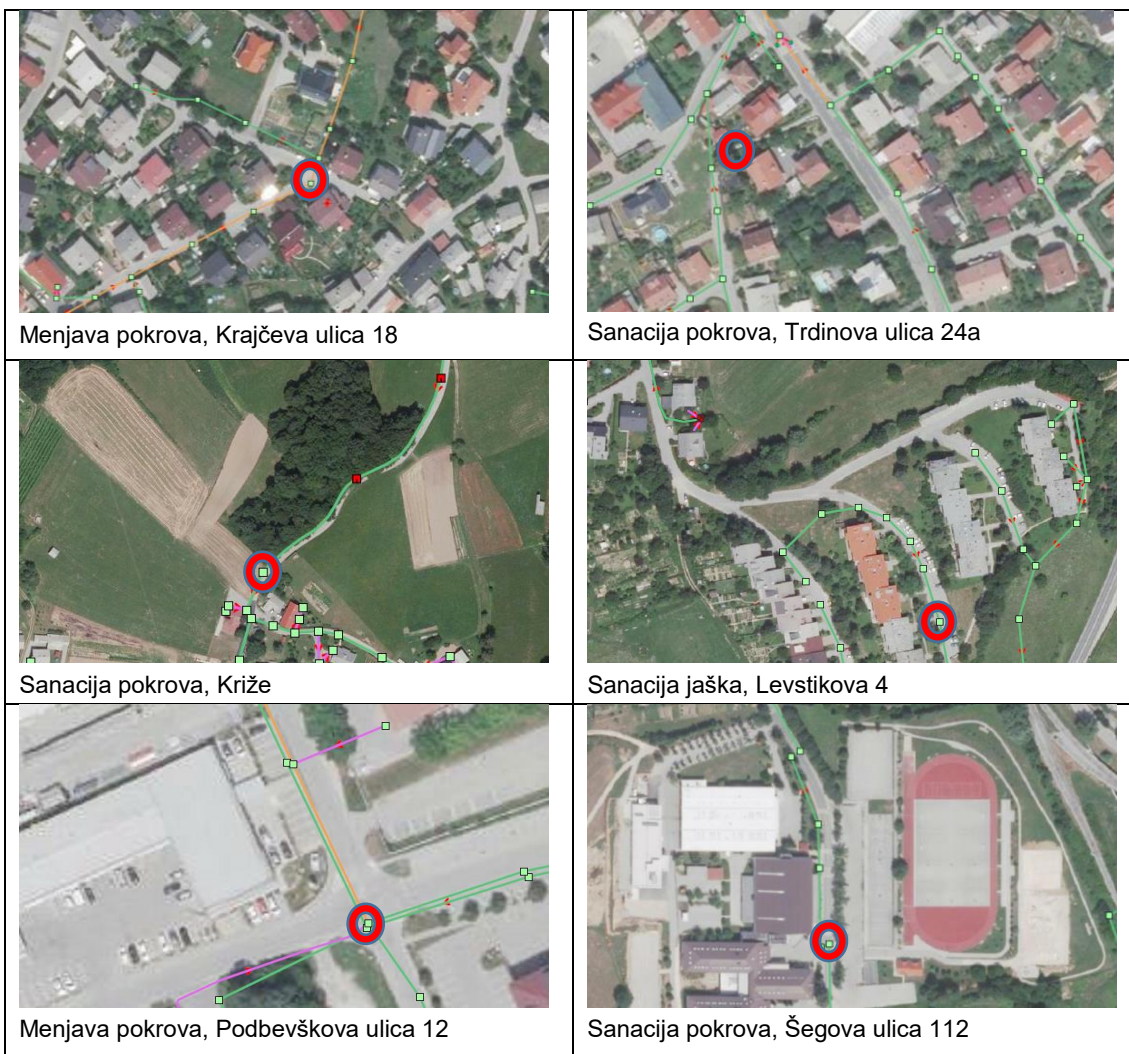 Menjava pokrova, Krajčeva ulica 18
Sanacija pokrova, Trdinova ulica 24a
Sanacija pokrova, Križe
Sanacija jaška, Levstikova 4
Menjava pokrova, Podbevškova ulica 12
Sanacija pokrova, Šegova ulica 112